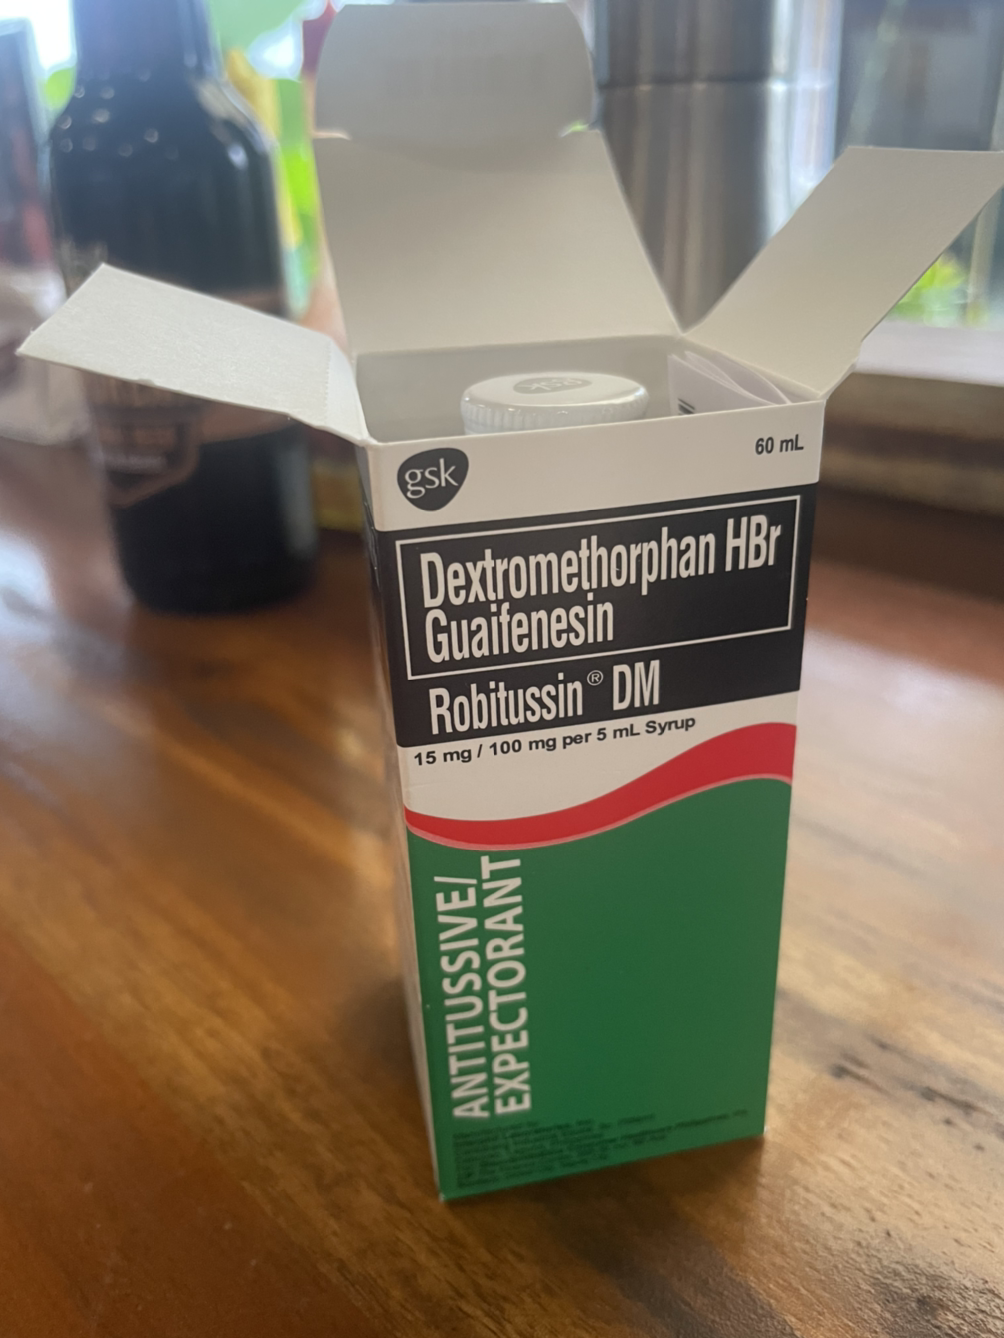 gsk
60 mL
Dextromethorphan HBr
Guaifenesin
Robitussin® DM
15 mg / 100 mg per 5 mL Syrup
ANTITUSSIVE/
EXPECTORANT